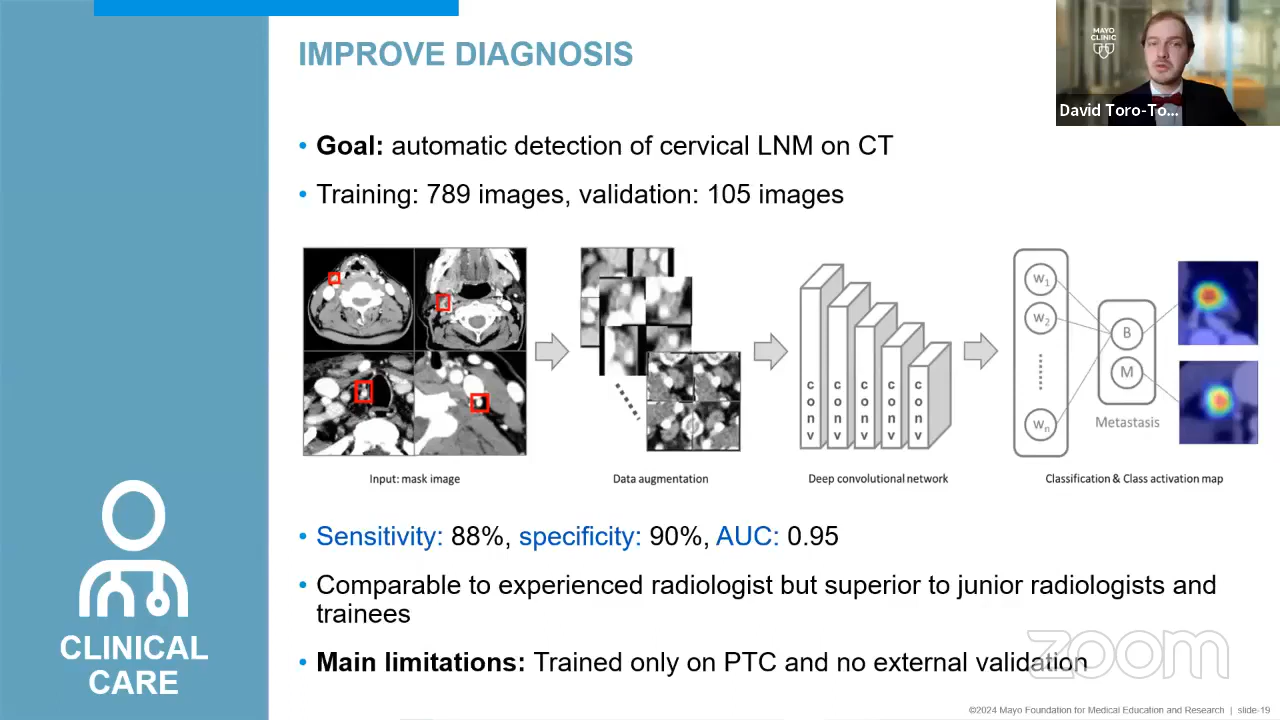 IMPROVE DIAGNOSIS
MAYO
CLINIC
David Toro-To...
• Goal: automatic detection of cervical LNM on CT
• Training: 789 images, validation: 105 images
conv
conv
conv
conv
conv
W1
W2
Wn
B
M
Metastasis
Input: mask image
Data augmentation
Deep convolutional network
Classification & Class activation map
• Sensitivity: 88%, specificity: 90%, AUC: 0.95
• Comparable to experienced radiologist but superior to junior radiologists and
trainees
• Main limitations: Trained only on PTC and no external validation
CLINICAL
CARE
zoom
©2024 Mayo Foundation for Medical Education and Research | slide-19